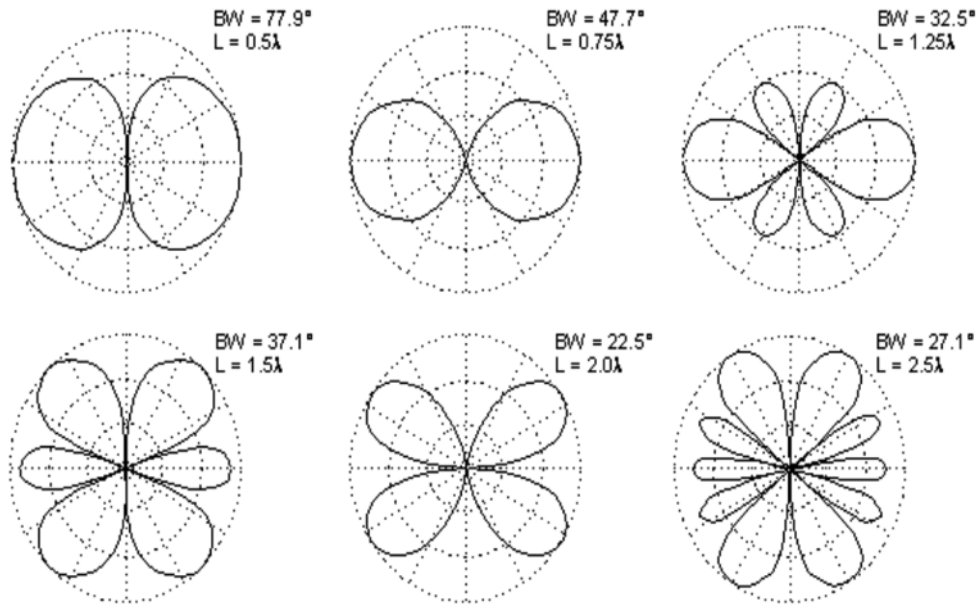 BW = 77.9°
L = 0.5λ
BW = 47.7°
L = 0.75λ
BW = 32.5°
L = 1.25λ
BW = 37.1°
L = 1.5λ
BW = 22.5°
L = 2.0λ
BW = 27.1°
L = 2.5λ